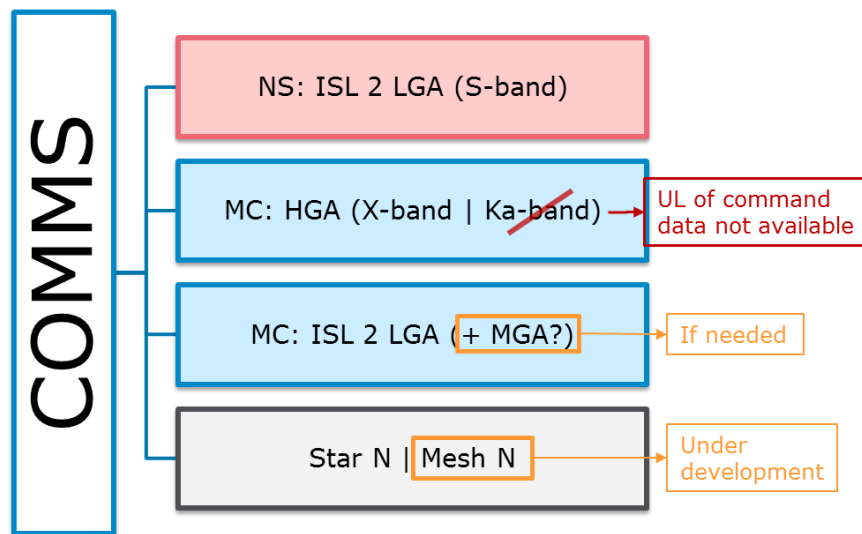 COMMS
NS: ISL 2 LGA (S-band)
MC: HGA (X-band | Ka-band)
UL of command
data not available
MC: ISL 2 LGA (+ MGA?)
If needed
Star N | Mesh N
Under
development